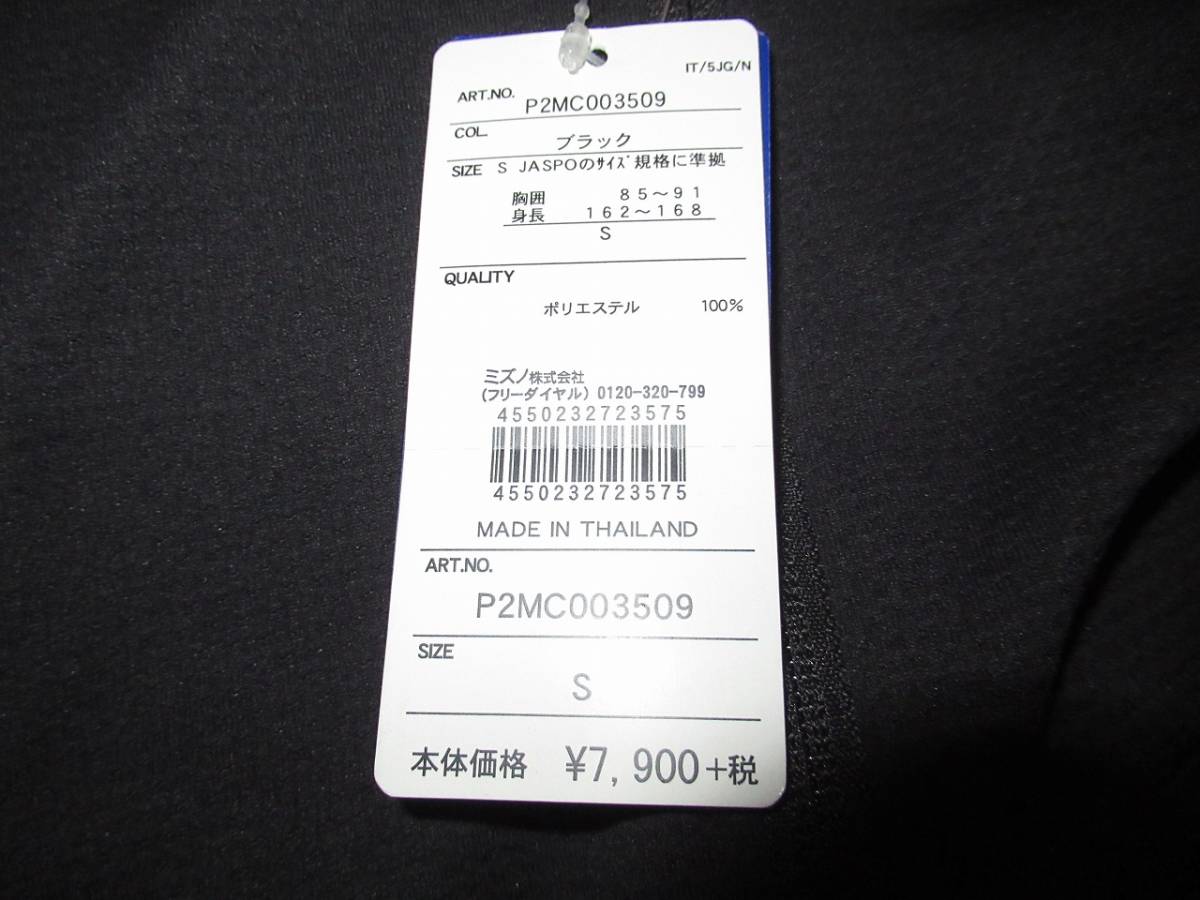 IT/5JG/N
ART.NO. P2MC003509
COL. ブラック
SIZE S JASPOのｻｲｽﾞ規格に準拠
胸囲 85～91
身長 162～168
S
QUALITY
ポリエステル 100%
ミズノ株式会社
(フリーダイヤル) 0120-320-799
4550232723575
4550232723575
MADE IN THAILAND
ART.NO.
P2MC003509
SIZE
S
本体価格 ¥7,900+税